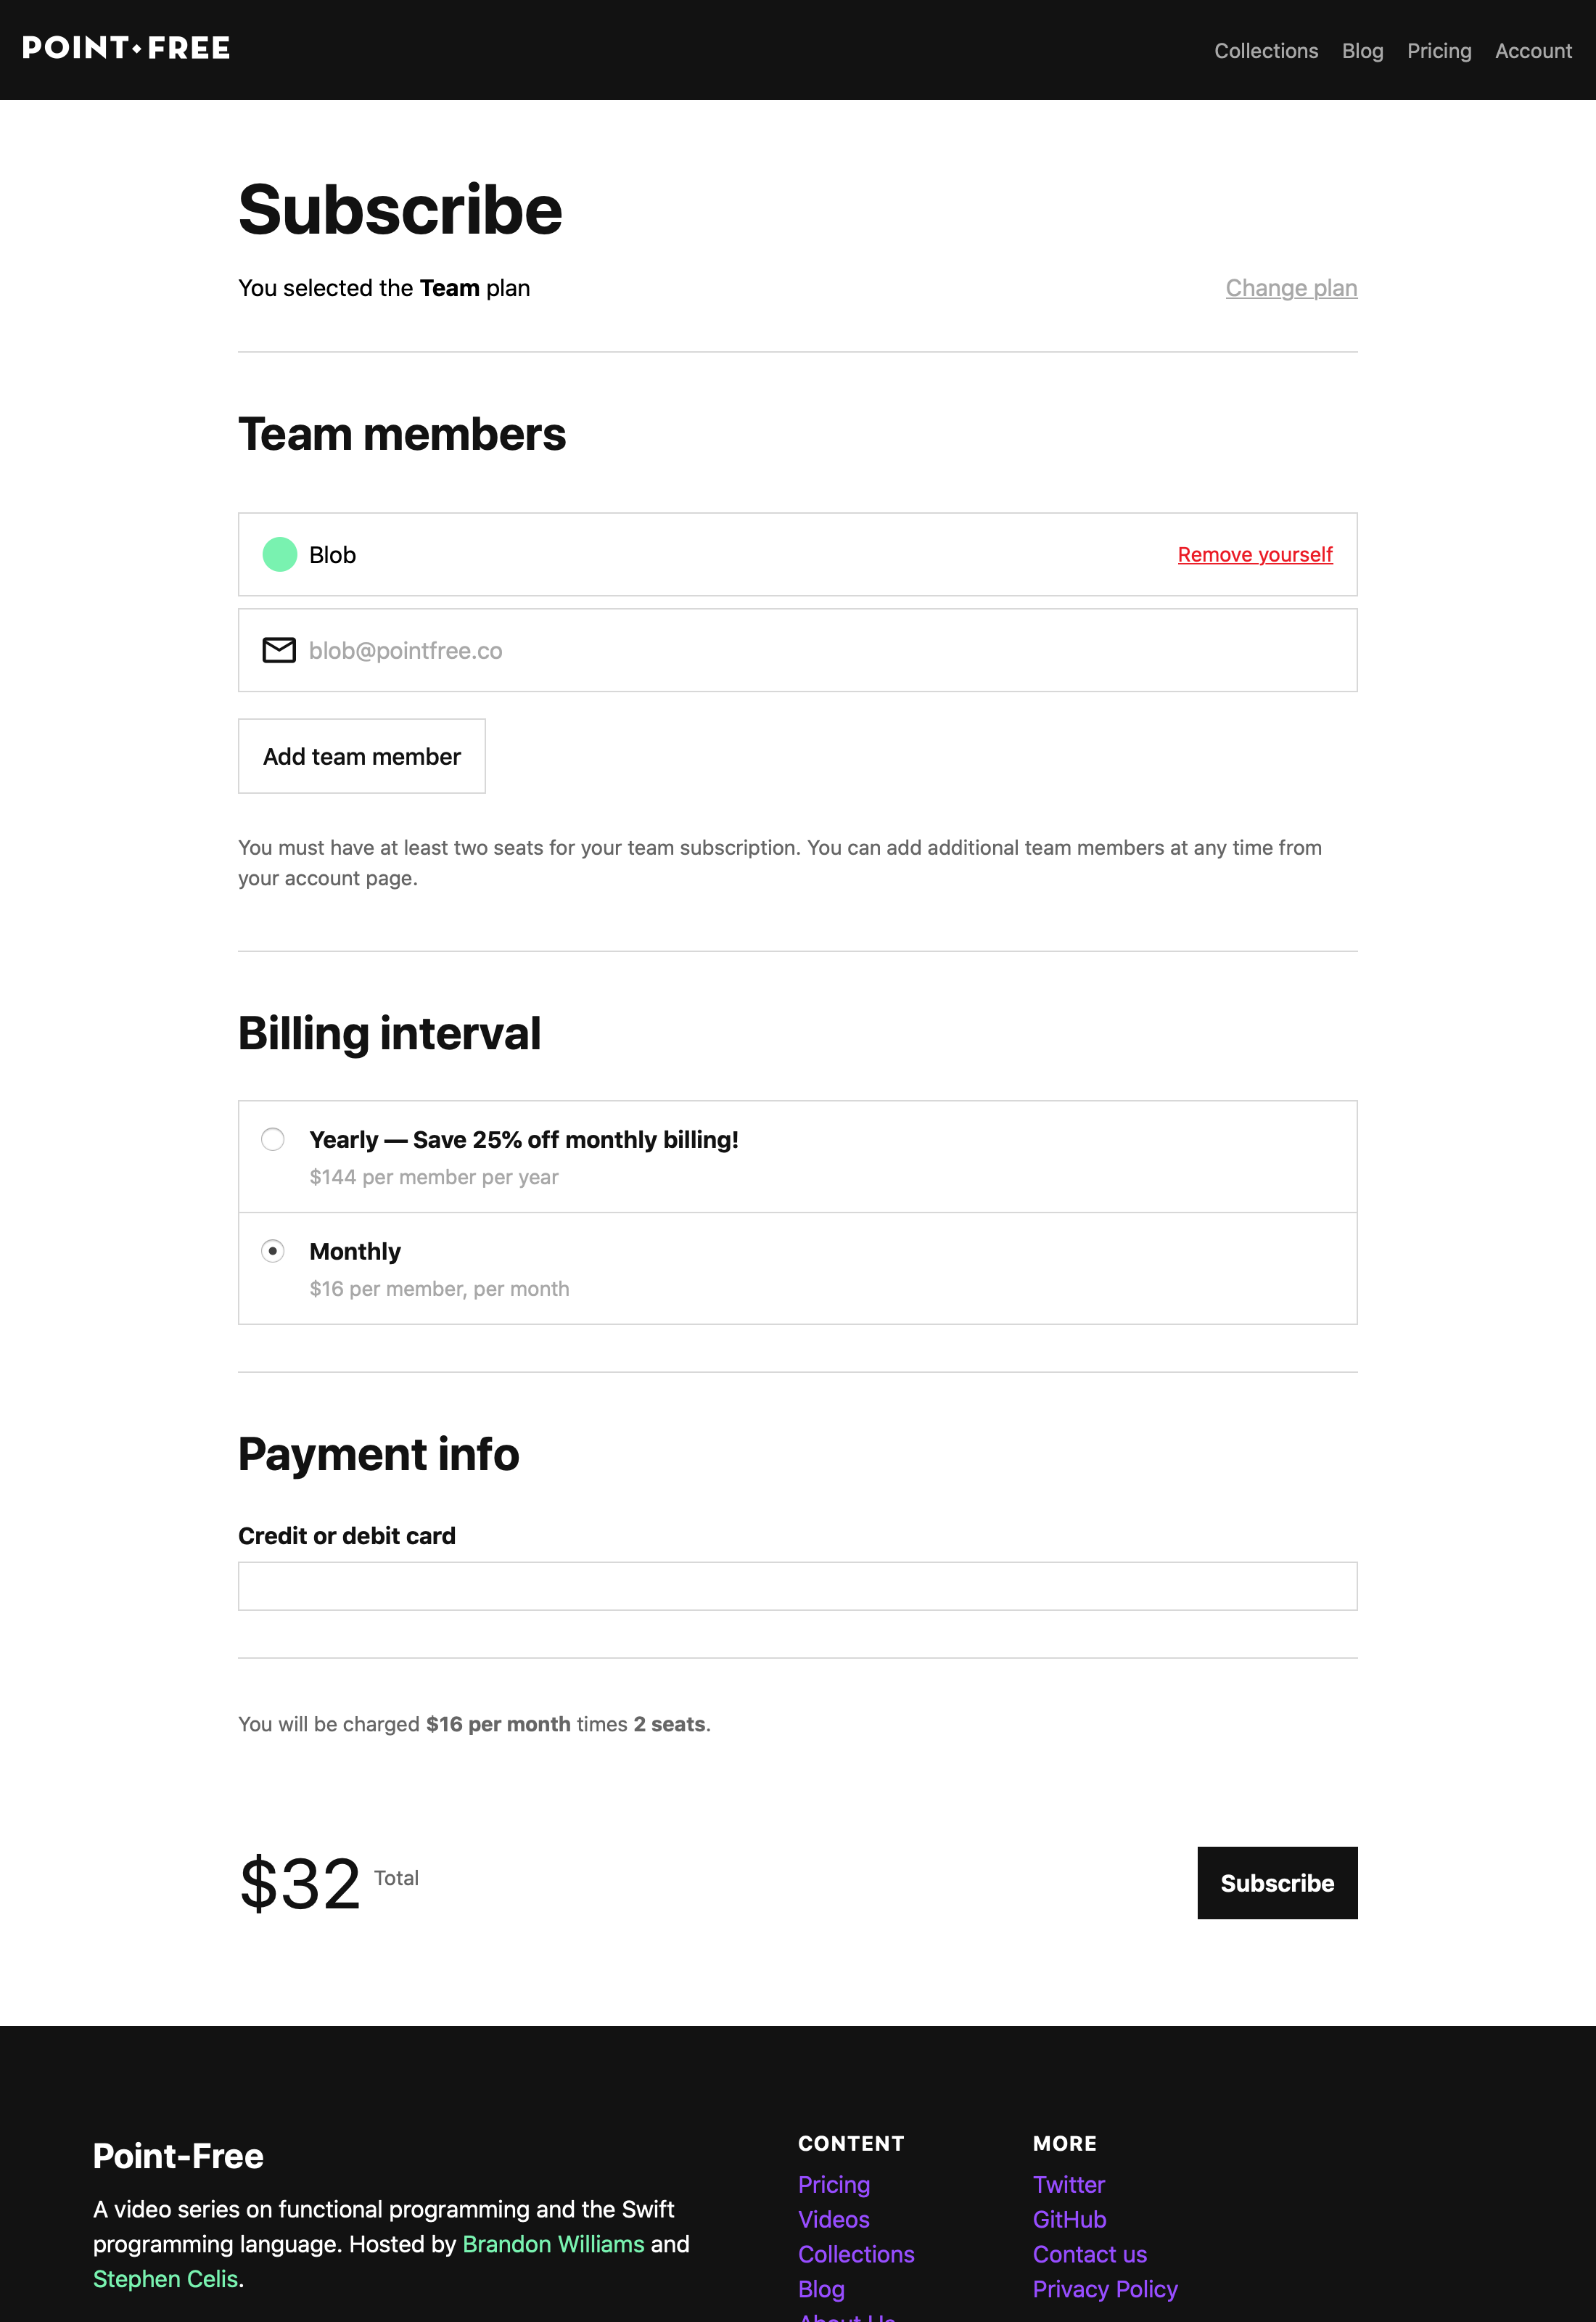 POINT⬥FREE
Collections Blog Pricing Account
Subscribe
You selected the Team plan
Change plan
Team members
Blob
Remove yourself
blob@pointfree.co
Add team member
You must have at least two seats for your team subscription. You can add additional team members at any time from
your account page.
Billing interval
Yearly — Save 25% off monthly billing!
$144 per member per year
Monthly
$16 per member, per month
Payment info
Credit or debit card
You will be charged $16 per month times 2 seats.
$32 Total
Subscribe
Point-Free
A video series on functional programming and the Swift
programming language. Hosted by Brandon Williams and
Stephen Celis.
CONTENT
Pricing
Videos
Collections
Blog
About Us
MORE
Twitter
GitHub
Contact us
Privacy Policy